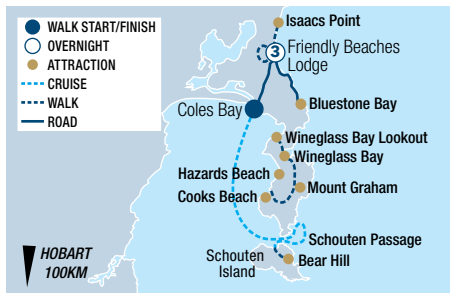 WALK START/FINISH
OVERNIGHT
ATTRACTION
CRUISE
WALK
ROAD
Isaacs Point
3
Friendly Beaches
Lodge
Coles Bay
Bluestone Bay
Wineglass Bay Lookout
Wineglass Bay
Hazards Beach
Mount Graham
Cooks Beach
Schouten Passage
Schouten
Island
Bear Hill
HOBART
100KM